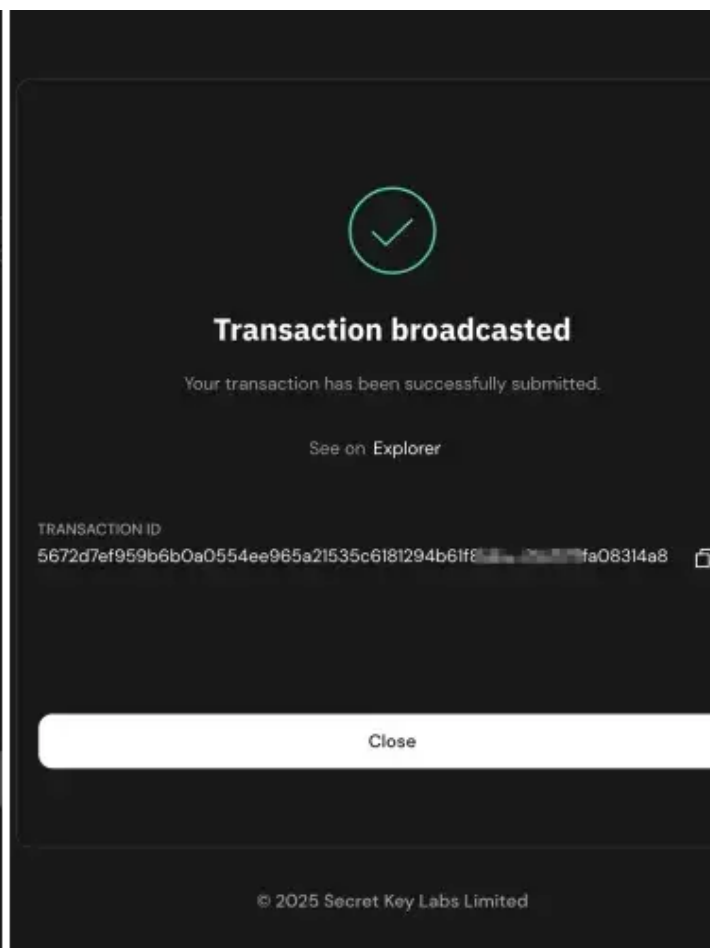 Transaction broadcasted
Your transaction has been successfully submitted.
See on Explorer
TRANSACTION ID
5672d7ef959b6b0a0554ee965a21535c6181294b61f8 fa08314a8
Close
© 2025 Secret Key Labs Limited